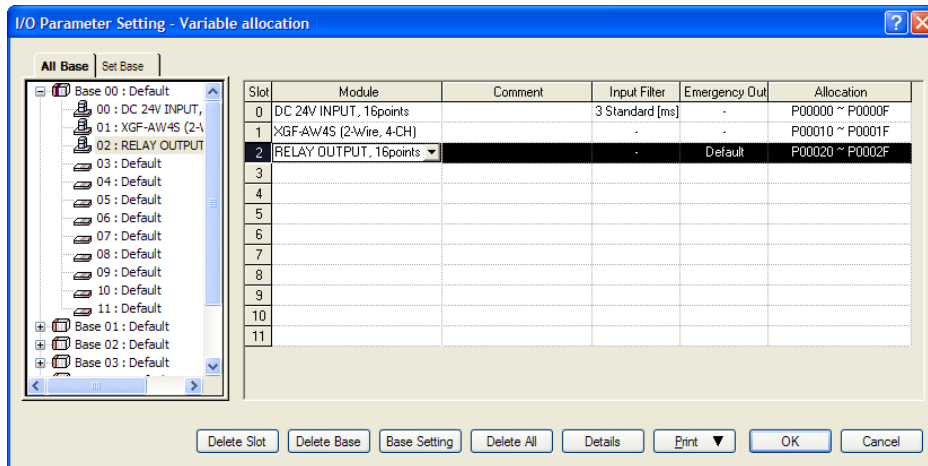 I/O Parameter Setting - Variable allocation
All Base Set Base
Base 00 : Default
00 : DC 24V INPUT,
01 : XGF-AW4S (2-W
02 : RELAY OUTPUT
03 : Default
04 : Default
05 : Default
06 : Default
07 : Default
08 : Default
09 : Default
10 : Default
11 : Default
Base 01 : Default
Base 02 : Default
Base 03 : Default
Slot Module Comment Input Filter Emergency Out Allocation
0 DC 24V INPUT, 16points 3 Standard [ms] - P00000 ~ P0000F
1 XGF-AW4S (2-Wire, 4-CH) - - P00010 ~ P0001F
2 RELAY OUTPUT, 16points - Default P00020 ~ P0002F
3
4
5
6
7
8
9
10
11
Delete Slot Delete Base Base Setting Delete All Details Print ▼ OK Cancel